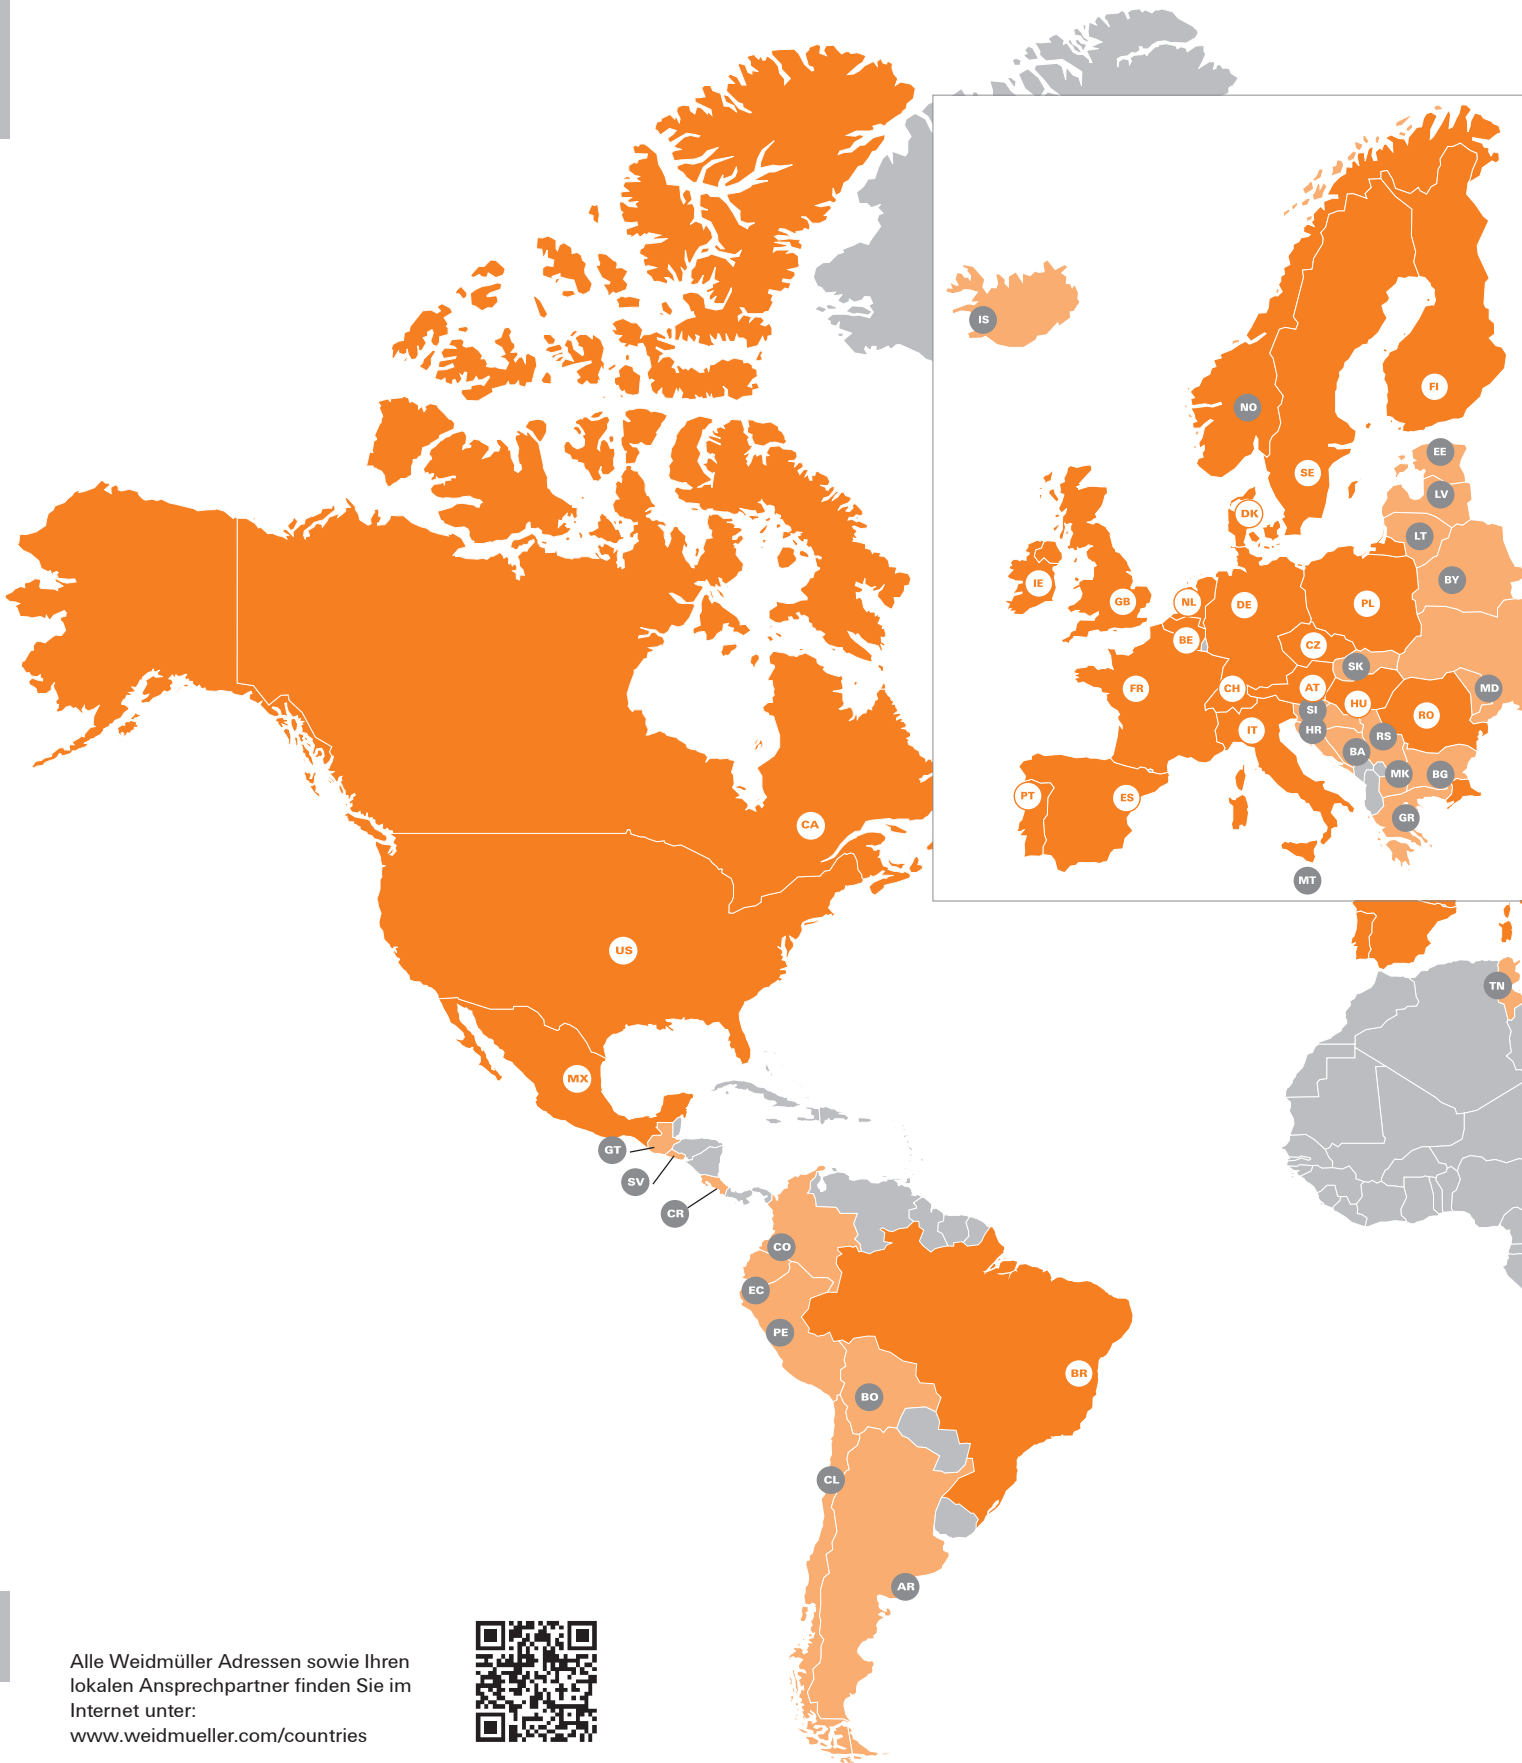 IS
FI
NO
EE
SE
LV
DK
LT
BY
IE
GB
NL
DE
PL
BE
CZ
SK
FR
CH
AT
HU
MD
SI
RO
IT
HR
RS
BA
MK
BG
PT
ES
GR
MT
CA
US
TN
MX
GT
SV
CR
CO
EC
PE
BR
BO
CL
AR
Alle Weidmüller Adressen sowie Ihren
lokalen Ansprechpartner finden Sie im
Internet unter:
www.weidmueller.com/countries